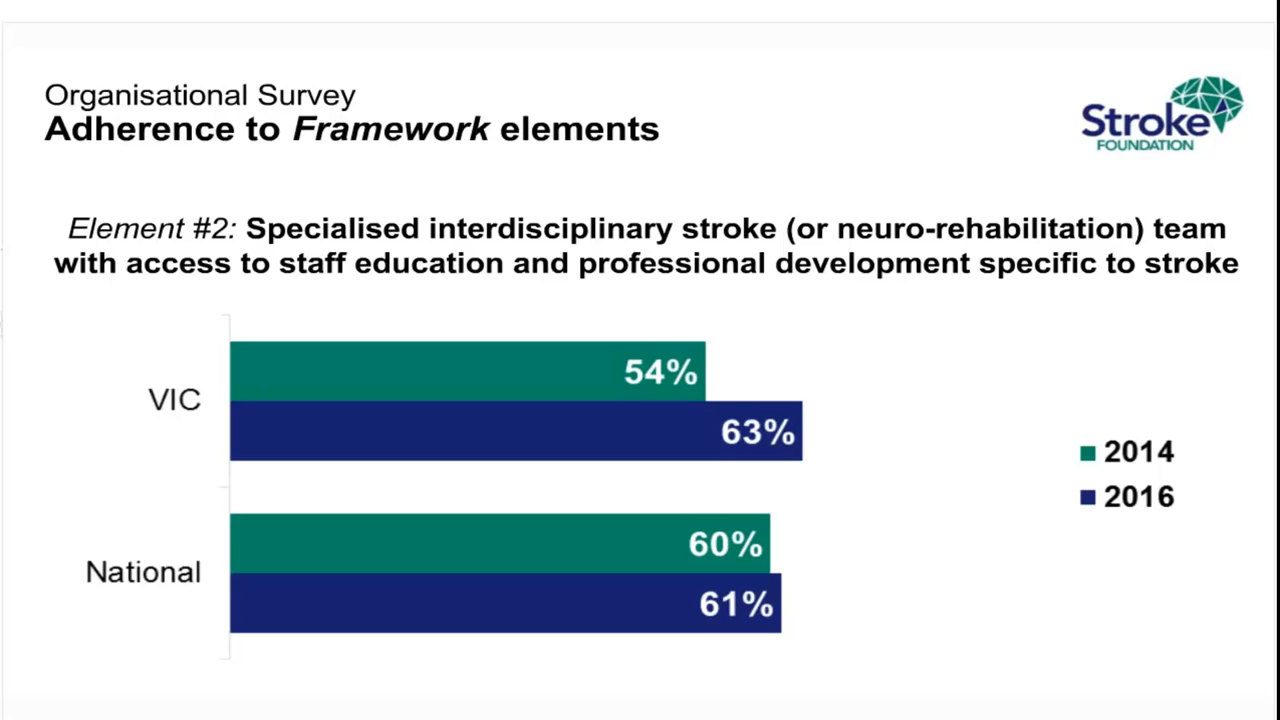 Organisational Survey
Adherence to Framework elements
Stroke
FOUNDATION
Element #2: Specialised interdisciplinary stroke (or neuro-rehabilitation) team
with access to staff education and professional development specific to stroke
VIC
54%
63%
2014
2016
National
60%
61%